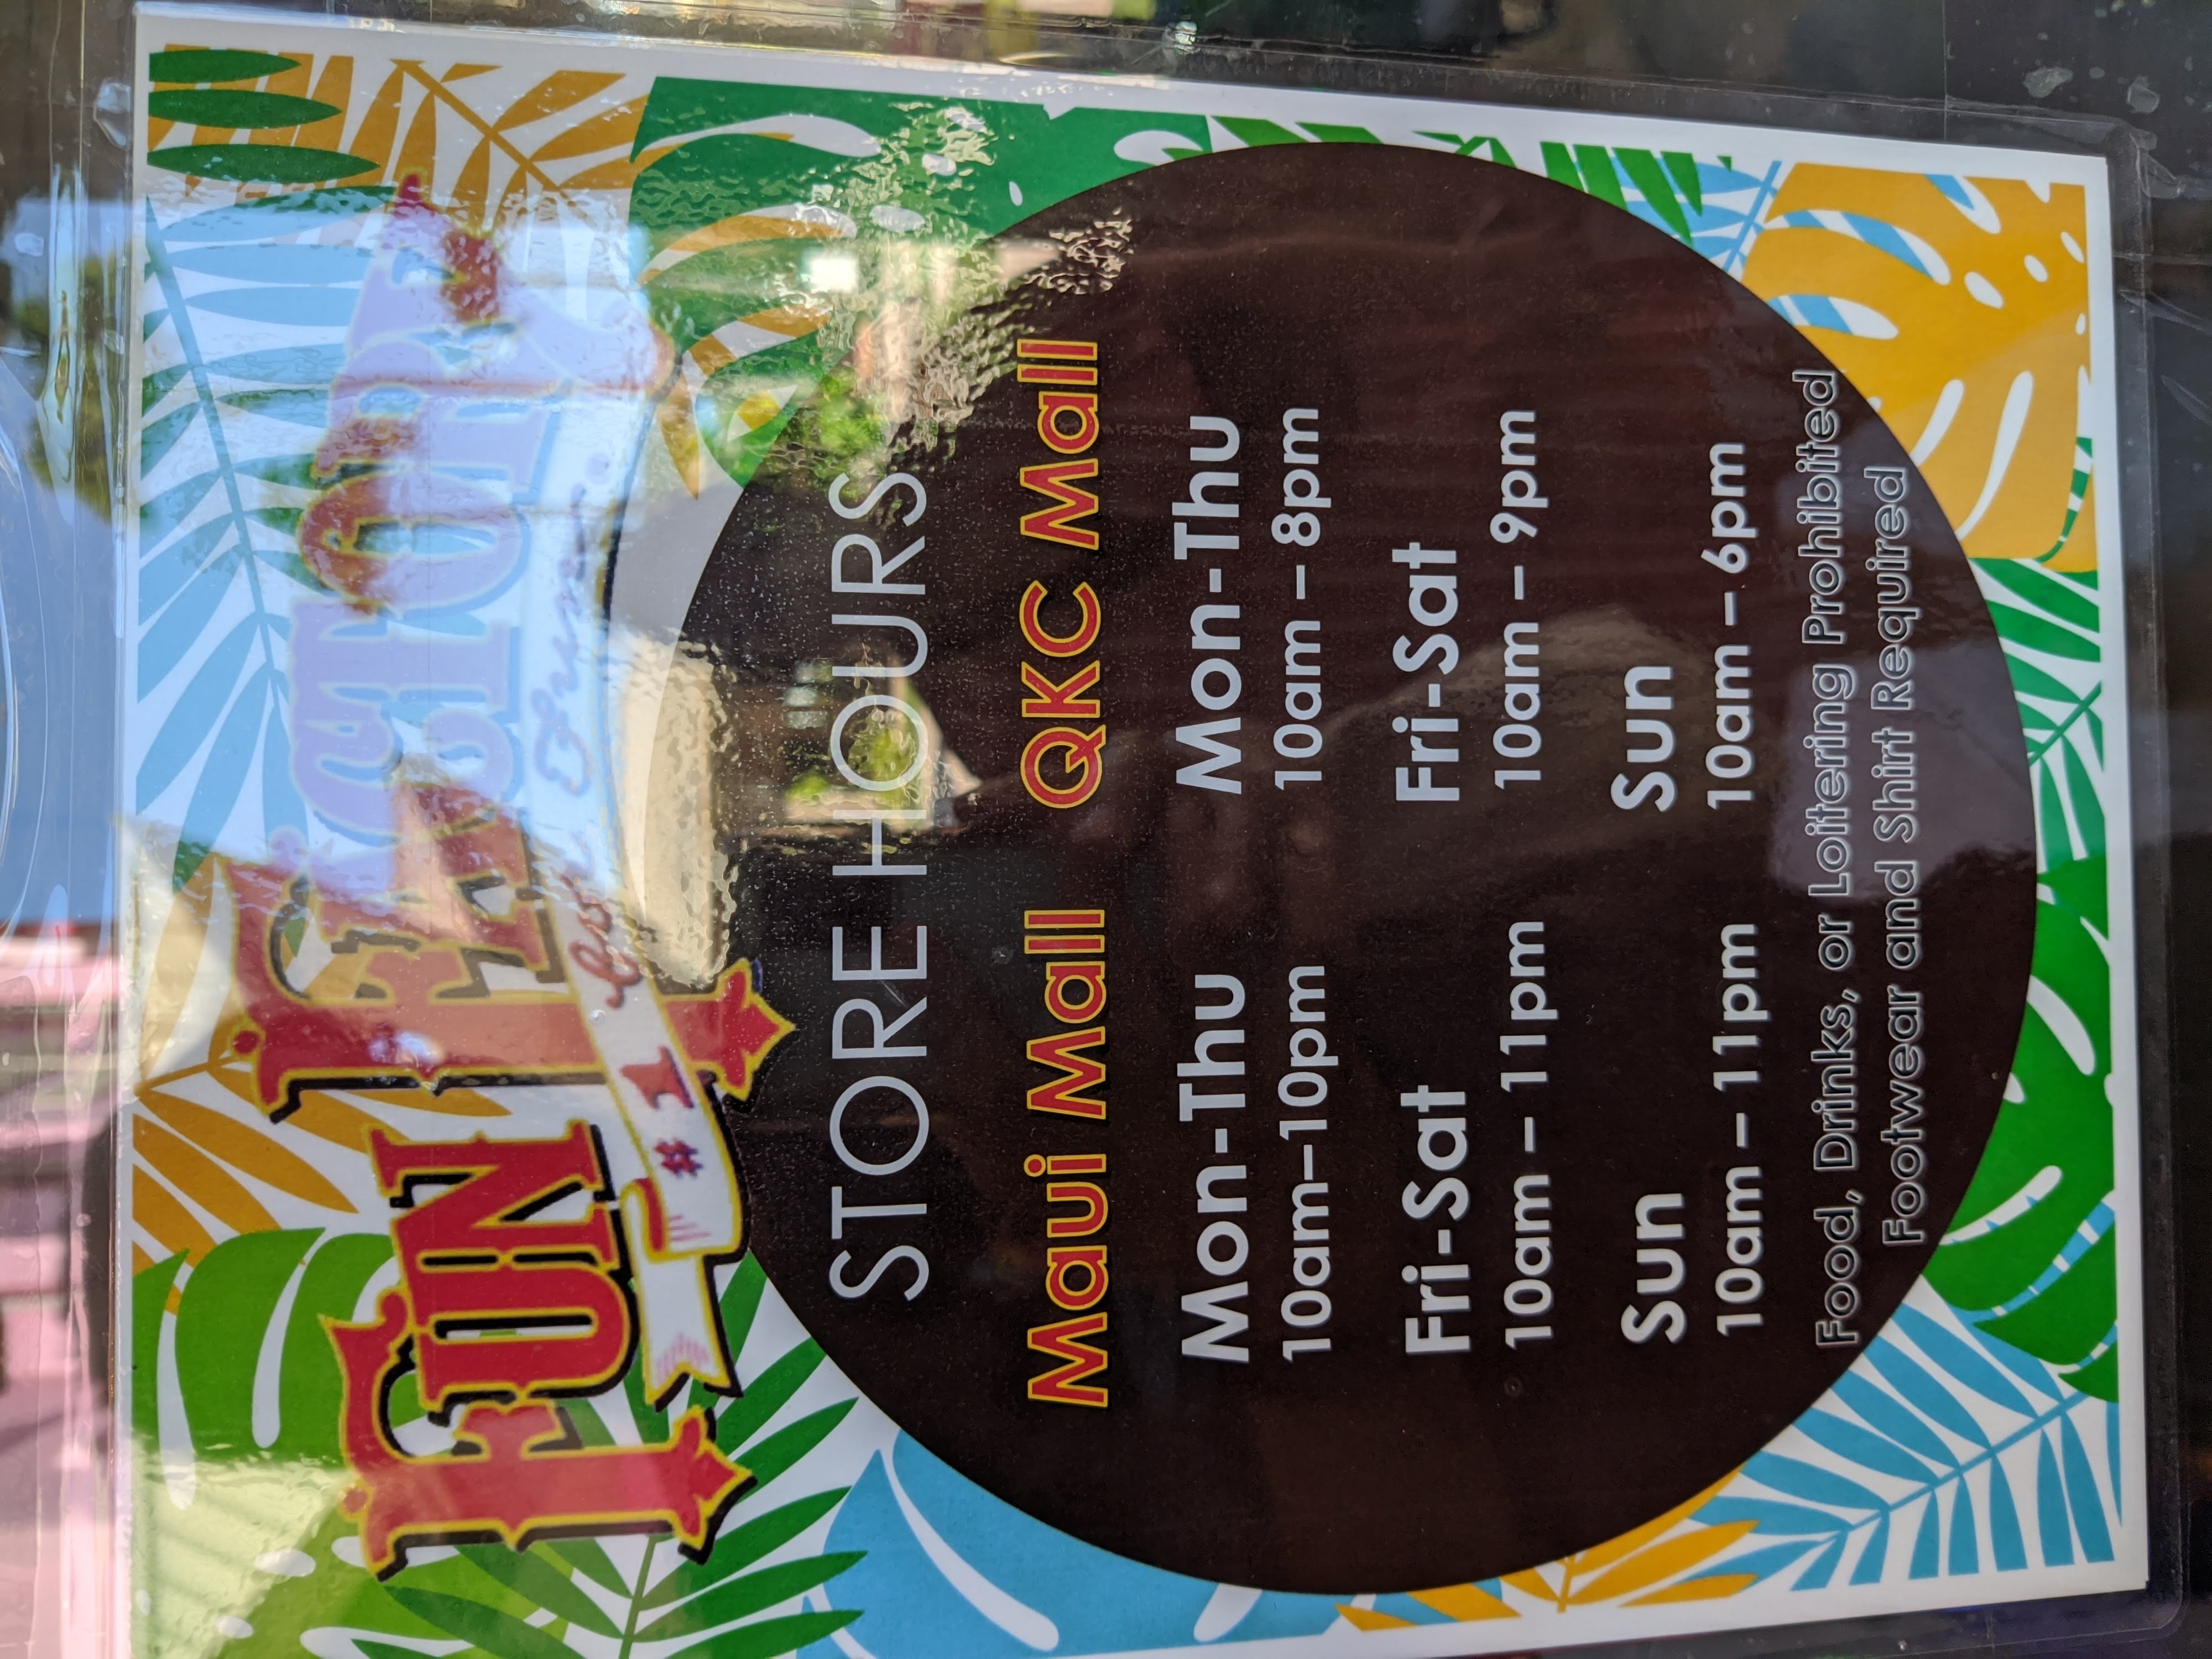 FUN FACTORY
#1 for Fun.
STORE HOURS
Maui Mall QKC Mall
Mon-Thu Mon-Thu
10am–10pm 10am – 8pm
Fri-Sat Fri-Sat
10am – 11pm 10am – 9pm
Sun Sun
10am – 11pm 10am – 6pm
Food, Drinks, or Loitering Prohibited
Footwear and Shirt Required